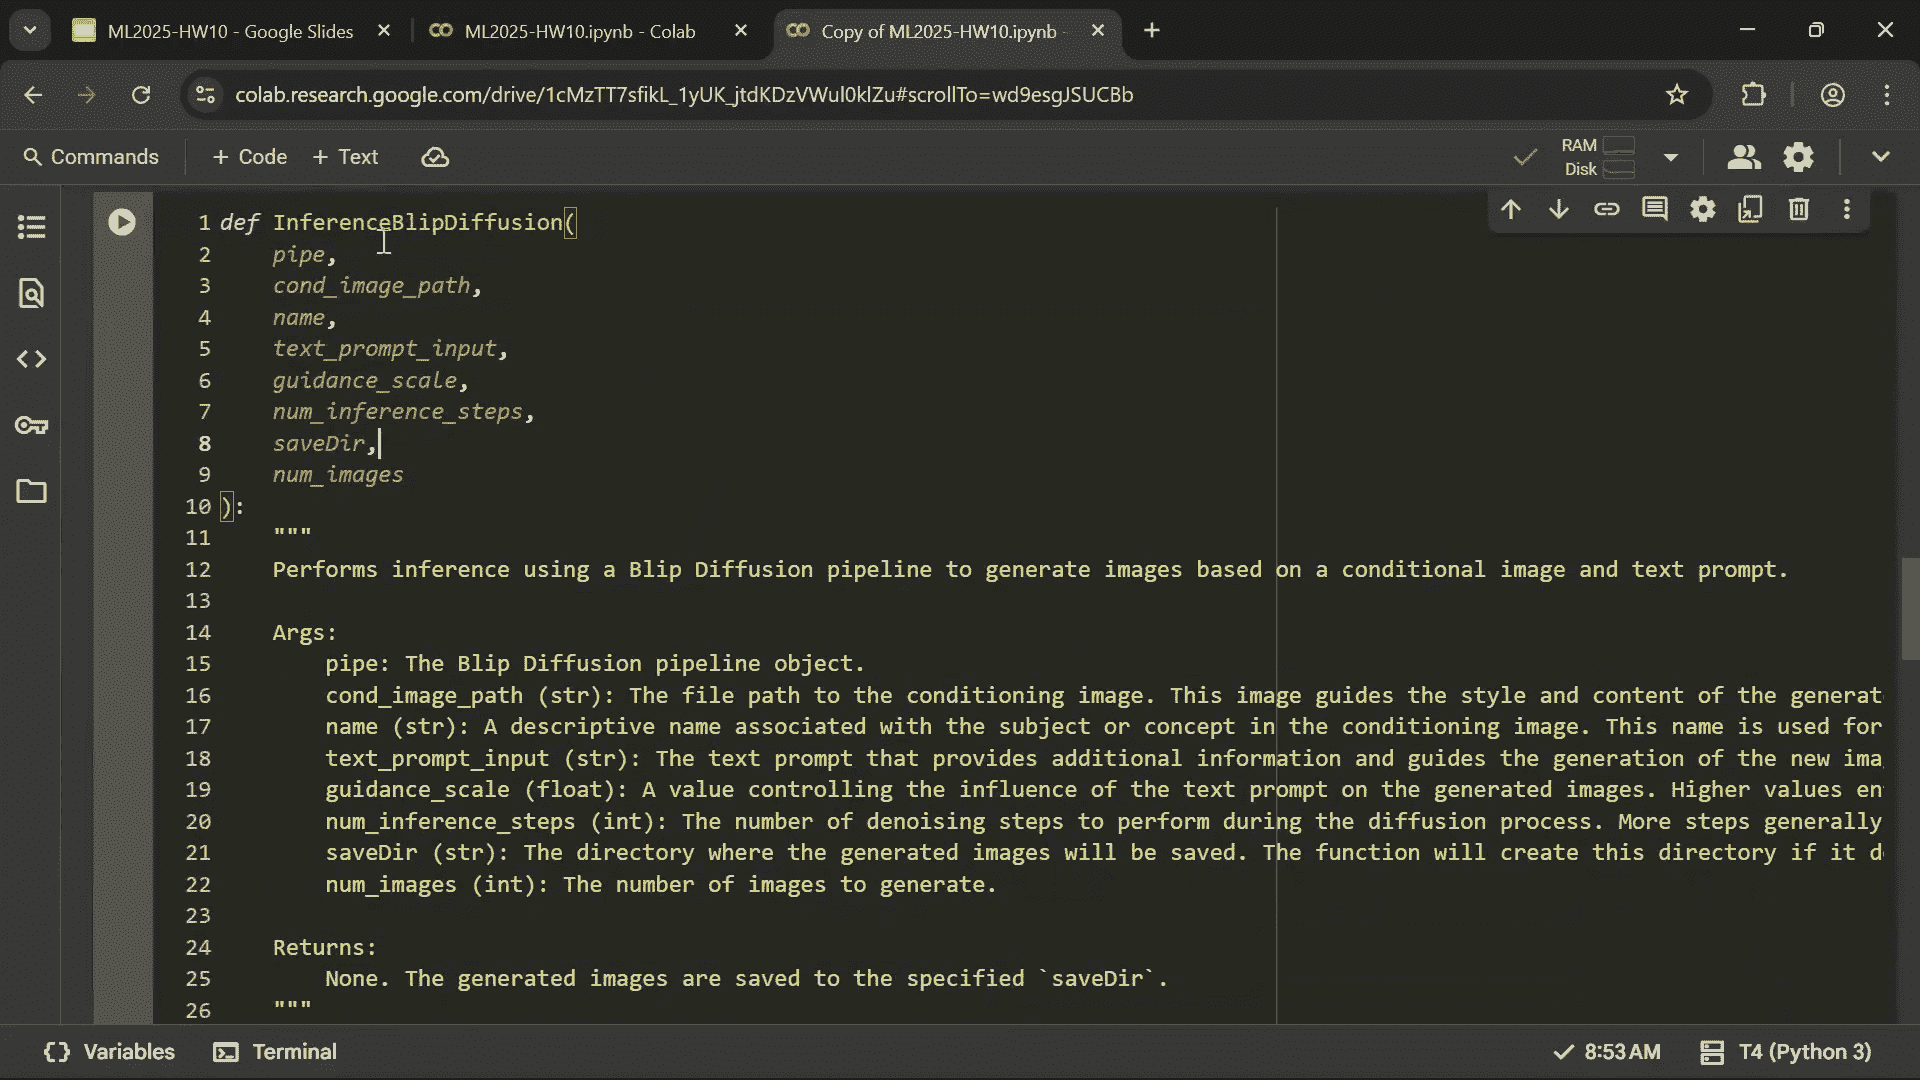 ML2025-HW10 - Google Slides
ML2025-HW10.ipynb - Colab
Copy of ML2025-HW10.ipynb -
colab.research.google.com/drive/1cMzTT7sfikL_1yUK_jtdKDzVWul0klZu#scrollTo=wd9esgJSUCBb
Commands
+ Code
+ Text
RAM
Disk
1 def InferenceBlipDiffusion(
2 pipe,
3 cond_image_path,
4 name,
5 text_prompt_input,
6 guidance_scale,
7 num_inference_steps,
8 saveDir,
9 num_images
10 ):
11 """
12 Performs inference using a Blip Diffusion pipeline to generate images based on a conditional image and text prompt.
13
14 Args:
15 pipe: The Blip Diffusion pipeline object.
16 cond_image_path (str): The file path to the conditioning image. This image guides the style and content of the generat
17 name (str): A descriptive name associated with the subject or concept in the conditioning image. This name is used for
18 text_prompt_input (str): The text prompt that provides additional information and guides the generation of the new ima
19 guidance_scale (float): A value controlling the influence of the text prompt on the generated images. Higher values en
20 num_inference_steps (int): The number of denoising steps to perform during the diffusion process. More steps generally
21 saveDir (str): The directory where the generated images will be saved. The function will create this directory if it d
22 num_images (int): The number of images to generate.
23
24 Returns:
25 None. The generated images are saved to the specified `saveDir`.
26 """
Variables
Terminal
8:53 AM
T4 (Python 3)